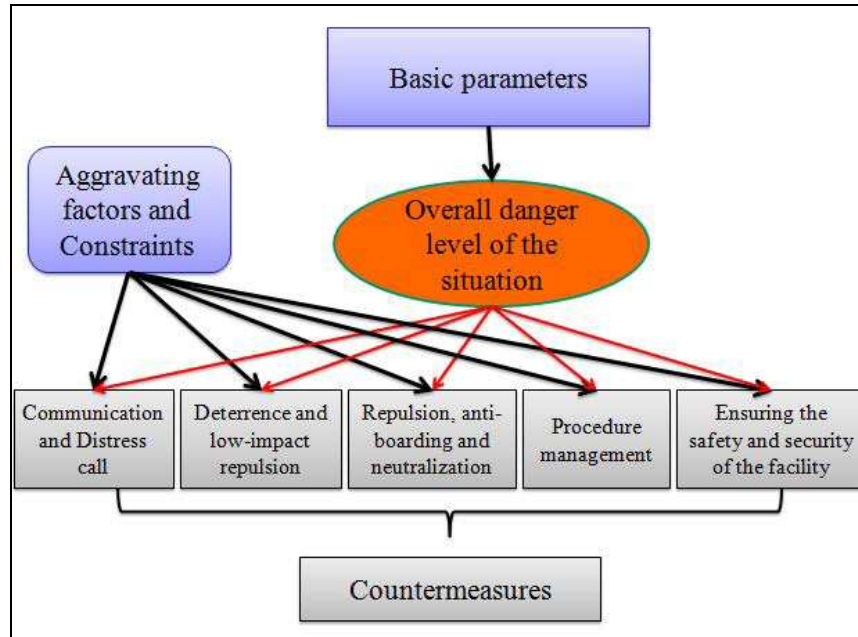 Basic parameters
Aggravating
factors and
Constraints
Overall danger
level of the
situation
Communication
and Distress
call
Deterrence and
low-impact
repulsion
Repulsion, anti-
boarding and
neutralization
Procedure
management
Ensuring the
safety and security
of the facility
Countermeasures